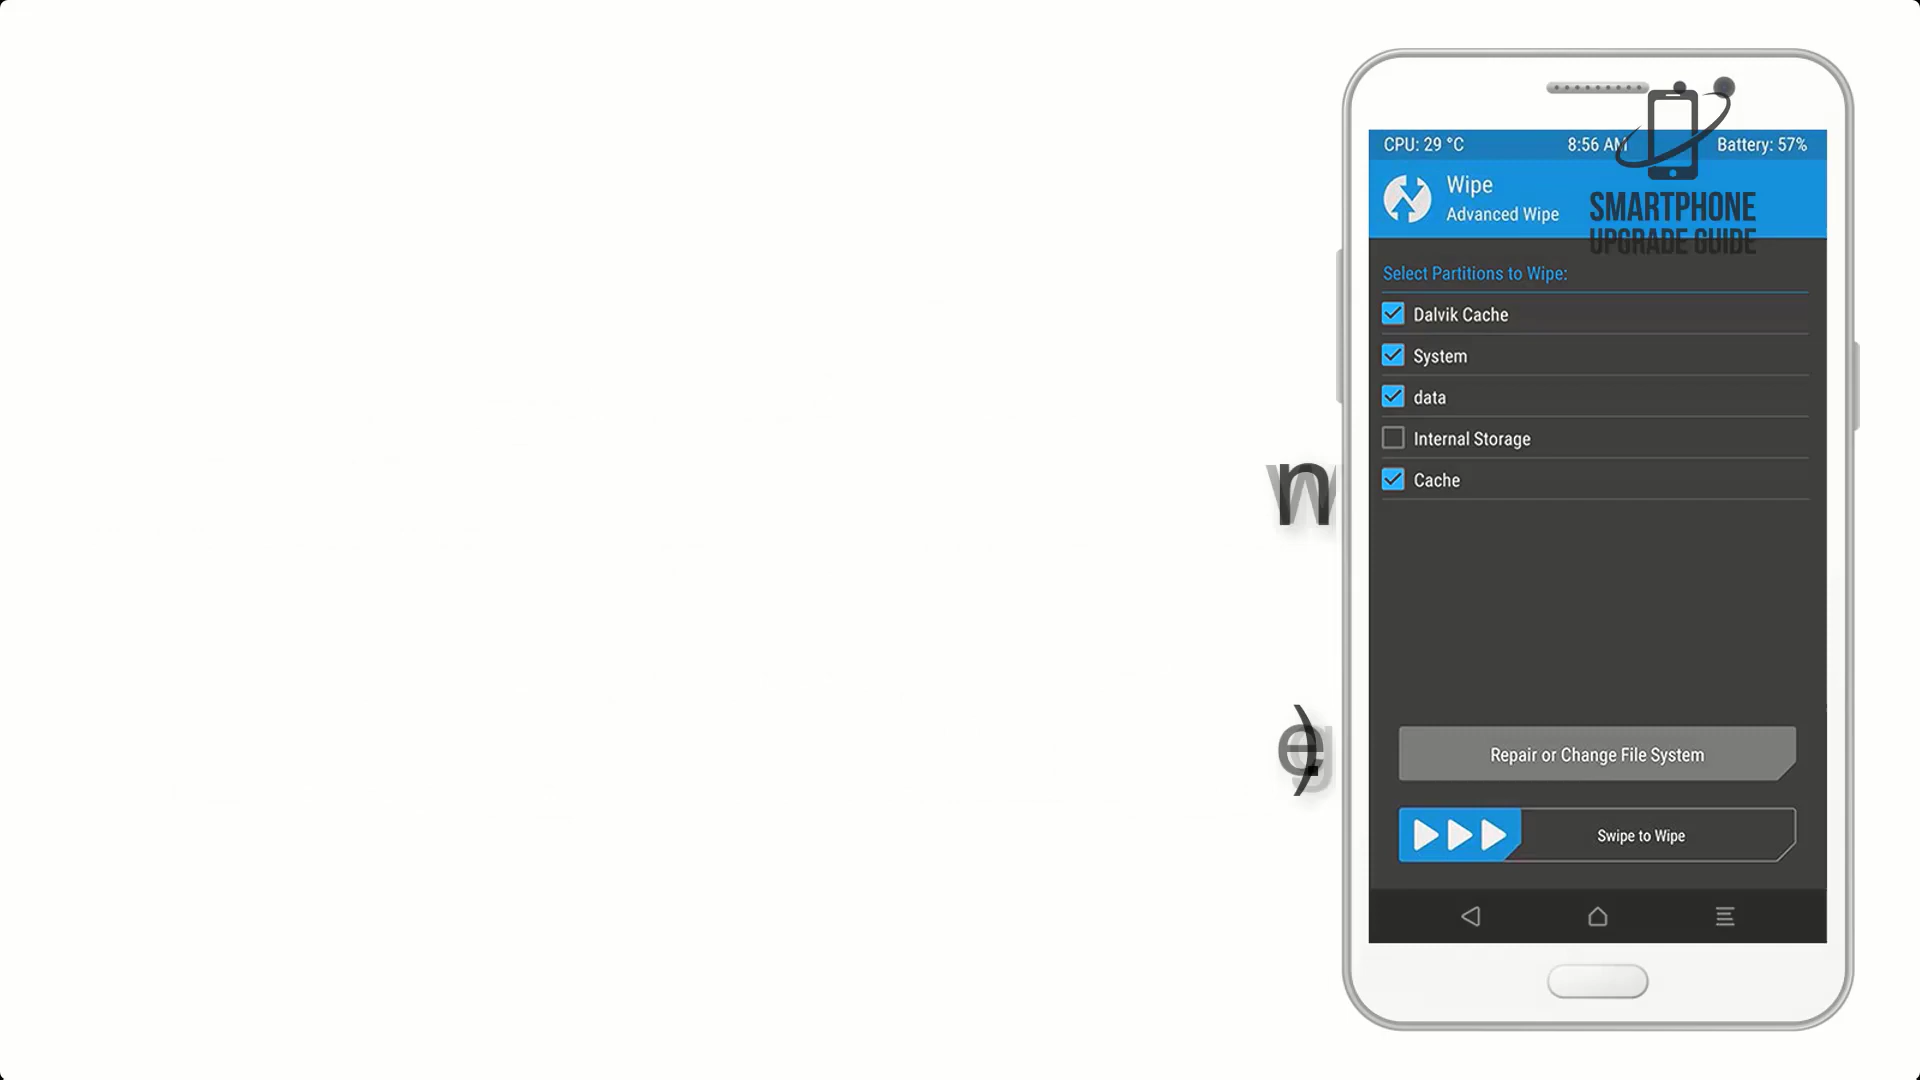 CPU: 29 °C 8:56 AM Battery: 57%
Wipe
Advanced Wipe
SMARTPHONE
UPGRADE GUIDE
Select Partitions to Wipe:
Dalvik Cache
System
data
Internal Storage
Cache
Repair or Change File System
Swipe to Wipe